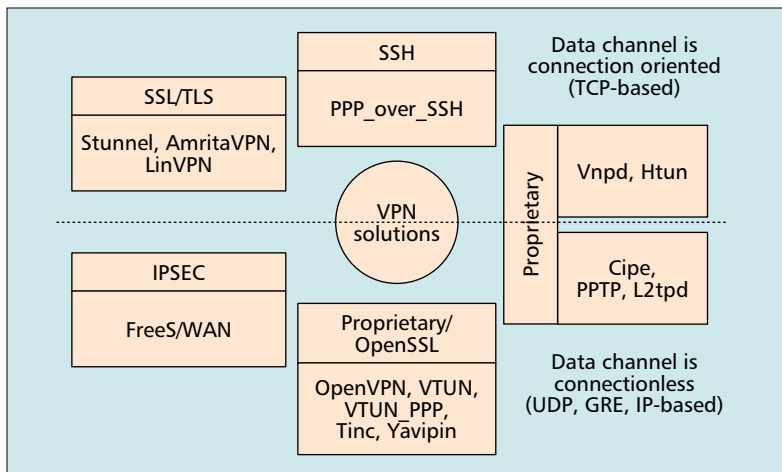 SSH
PPP_over_SSH
Data channel is
connection oriented
(TCP-based)
SSL/TLS
Stunnel, AmritaVPN,
LinVPN
Proprietary
Vnpd, Htun
VPN
solutions
Cipe,
PPTP, L2tpd
IPSEC
FreeS/WAN
Proprietary/
OpenSSL
OpenVPN, VTUN,
VTUN_PPP,
Tinc, Yavipin
Data channel is
connectionless
(UDP, GRE, IP-based)